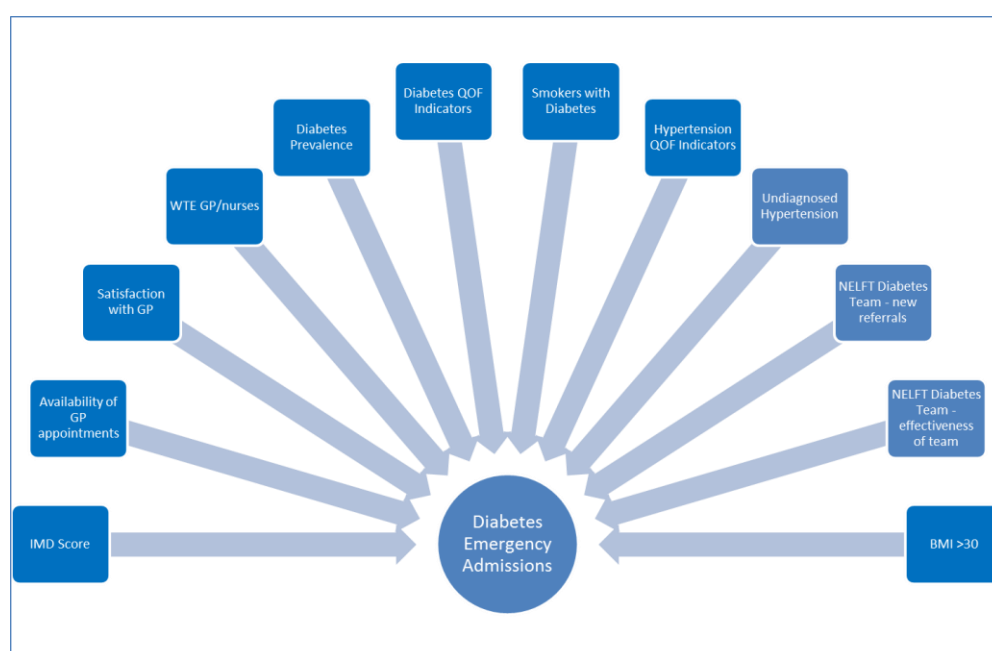 Diabetes QOF
Indicators
Smokers with
Diabetes
Diabetes
Prevalence
Hypertension
QOF Indicators
WTE GP/nurses
Undiagnosed
Hypertension
Satisfaction
with GP
NELFT Diabetes
Team - new
referrals
Availability of
GP
appointments
NELFT Diabetes
Team -
effectiveness
of team
IMD Score
Diabetes
Emergency
Admissions
BMI >30